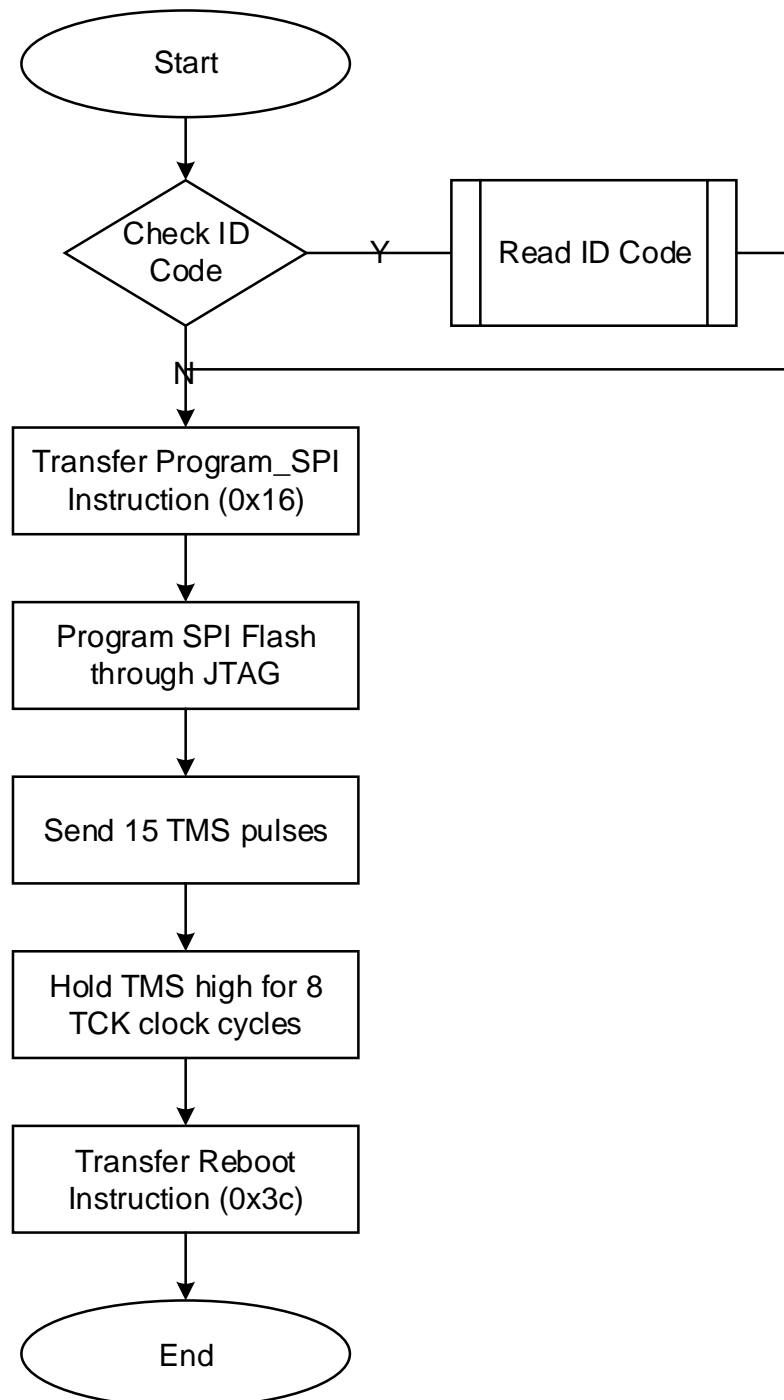 Start
Check ID
Code
Y
Read ID Code
N
Transfer Program_SPI
Instruction (0x16)
Program SPI Flash
through JTAG
Send 15 TMS pulses
Hold TMS high for 8
TCK clock cycles
Transfer Reboot
Instruction (0x3c)
End